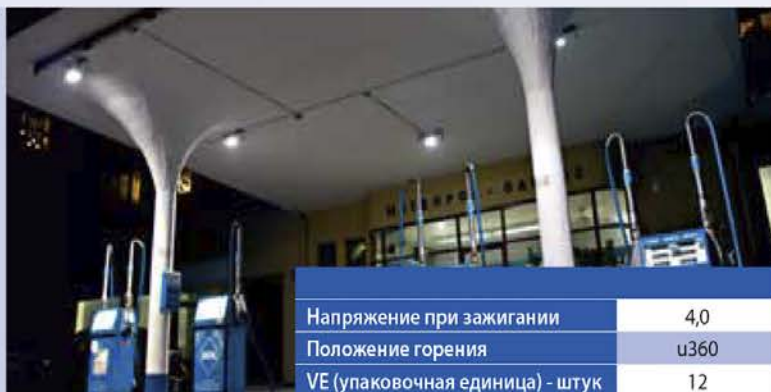 Напряжение при зажигании 4,0
Положение горения u360
VE (упаковочная единица) - штук 12